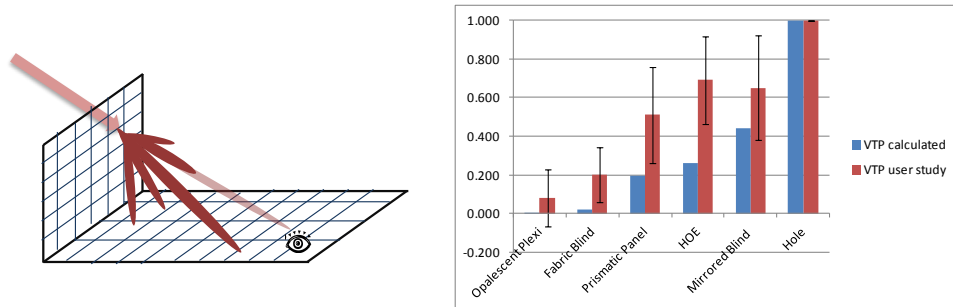 1.000
0.800
0.600
0.400
0.200
0.000
-0.200
Opalescent Plexi
Fabric Blind
Prismatic Panel
HOE
Mirrored Blind
Hole
VTP calculated
VTP user study